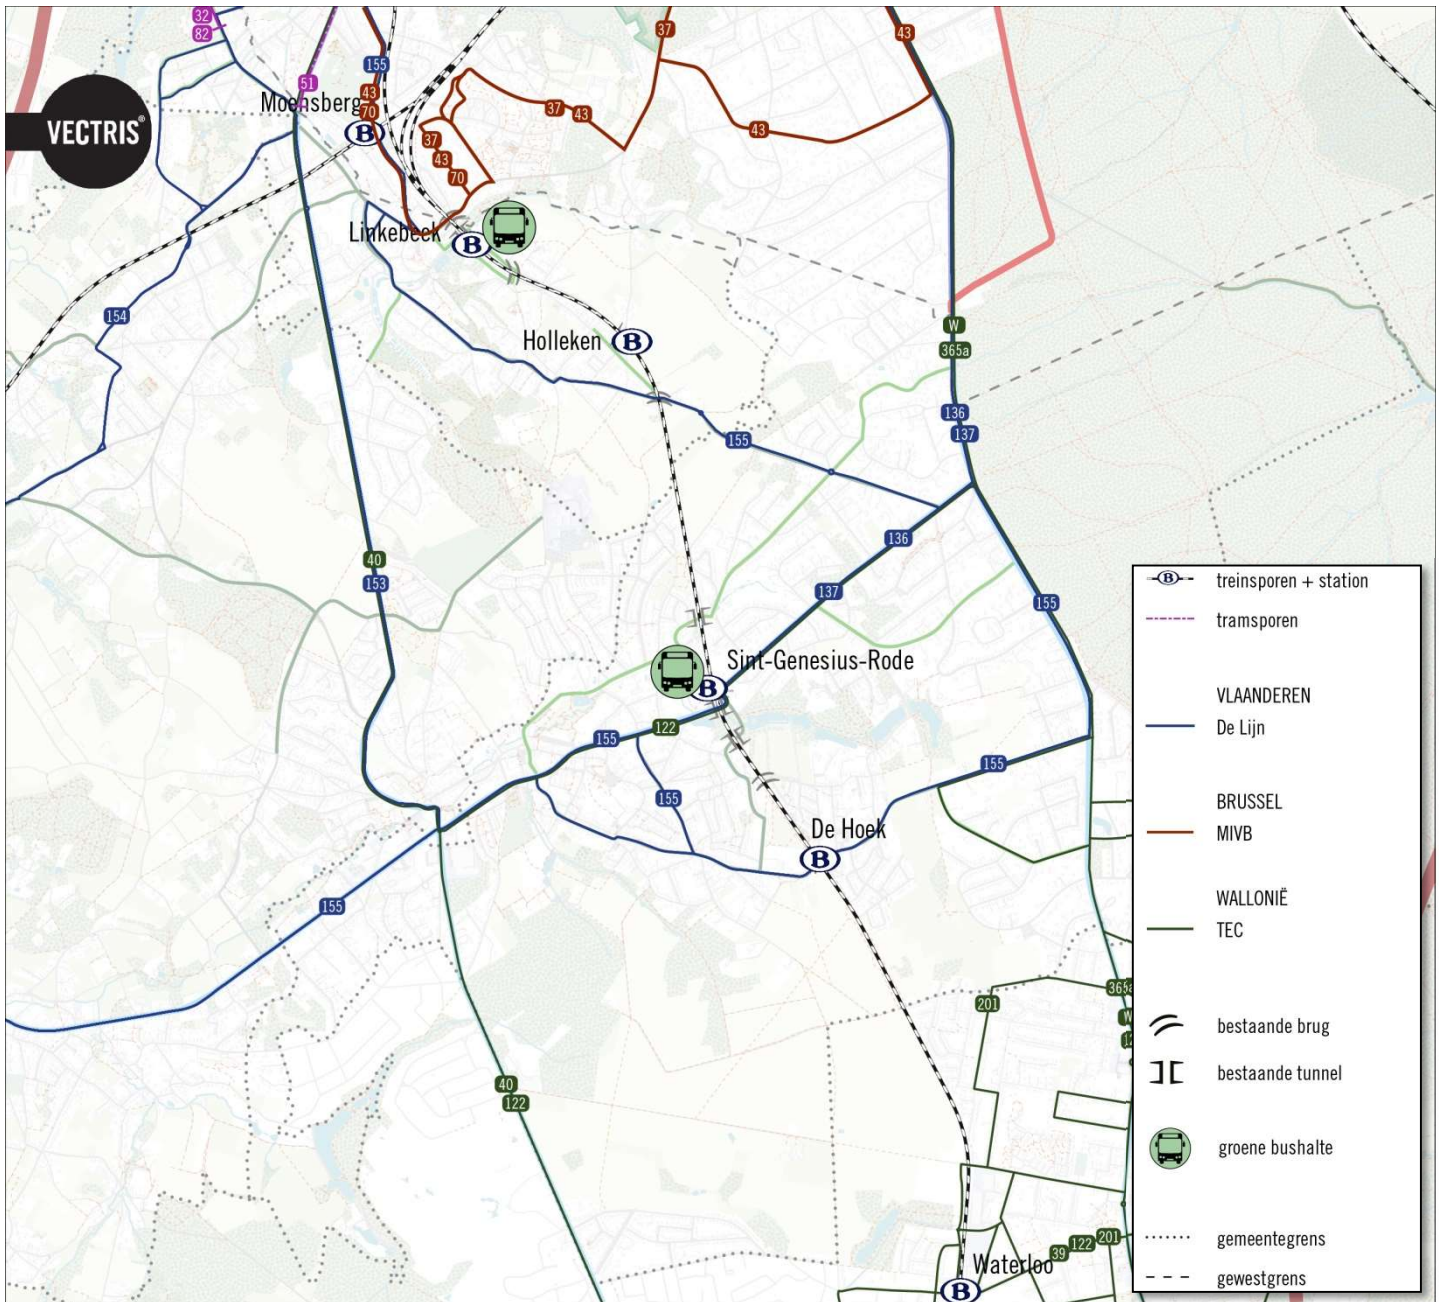 32
82
37
43
155
51
Moensberg
43
70
VECTRIS®
37
43
43
37
43
70
Linkebeek
154
W
365a
Holleken
136
137
155
136
40
153
137
155
Sint-Genesius-Rode
122
155
155
155
De Hoek
155
201
365a
W
40
122
201
122
39
Waterloo
B
B
B
B
B
B
B
treinsporen + station
tramsporen
VLAANDEREN
De Lijn
BRUSSEL
MIVB
WALLONIË
TEC
bestaande brug
bestaande tunnel
groene bushalte
gemeentegrens
gewestgrens